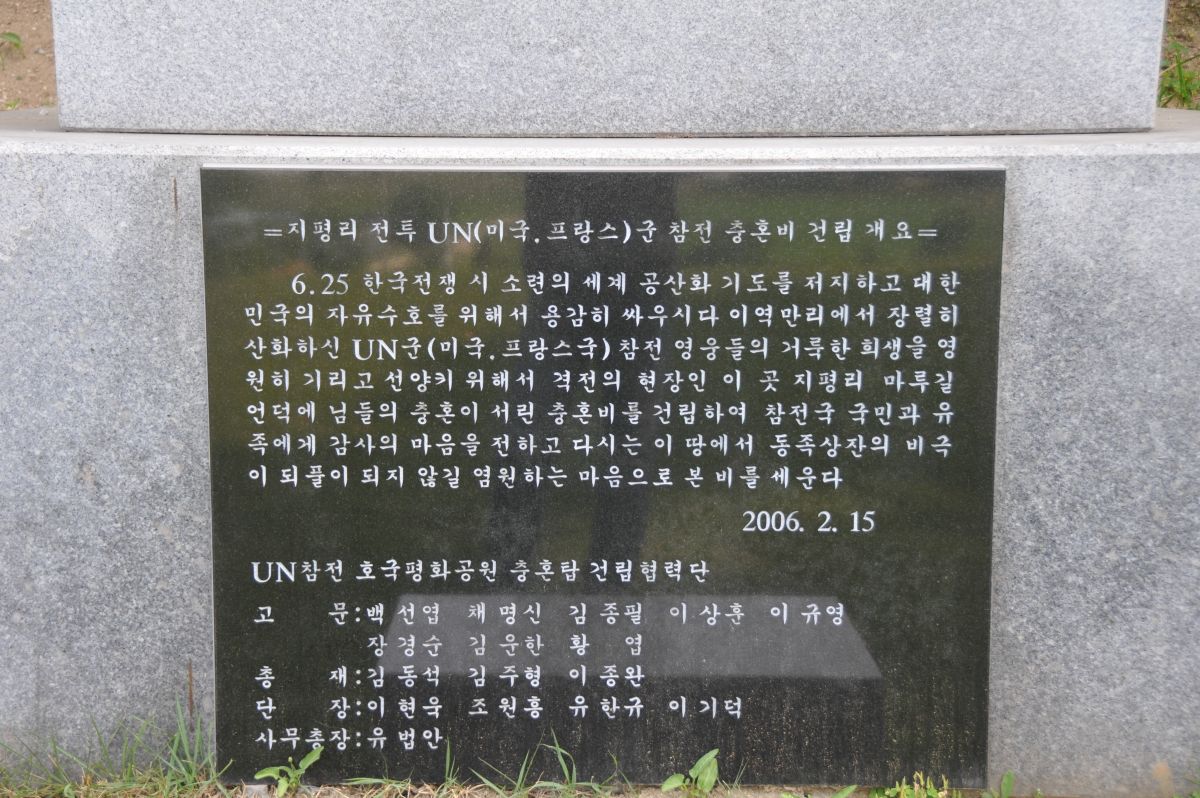 =지평리 전투 UN(미국.프랑스)군 참전 충혼비 건립 개요=
6.25 한국전쟁 시 소련의 세계 공산화 기도를 저지하고 대한
민국의 자유수호를 위해서 용감히 싸우시다 이역만리에서 장렬히
산화하신 UN군(미국.프랑스국)참전 영웅들의 거룩한 희생을 영
원히 기리고 선양키 위해서 격전의 현장인 이 곳 지평리 마루길
언덕에 님들의 충혼이 서린 충혼비를 건립하여 참전국 국민과 유
족에게 감사의 마음을 전하고 다시는 이 땅에서 동족상잔의 비극
이 되풀이 되지 않길 염원하는 마음으로 본 비를 세운다
2006. 2. 15
UN참전 호국평화공원 충혼탑 건립협력단
고 문:백선엽 채명신 김종필 이상훈 이규영
장경순 김운한 황 엽
총 재:김동석 김주형 이종완
단 장:이현욱 조원흥 유한규 이기덕
사무총장:유법안